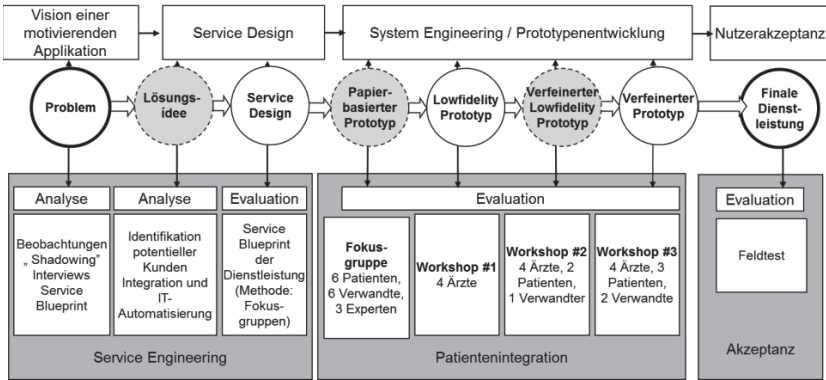 Vision einer
motivierenden
Applikation
Service Design
System Engineering / Prototypenentwicklung
Nutzerakzeptanz
Problem
Lösungs-
ídee
Service
Design
Papier-
basierter
Prototyp
Lowfidelity
Prototyp
Verfeinerter
Lowfidelity
Prototyp
Verfeinerter
Prototyp
Finale
Dienst-
leistung
Analyse
Analyse
Evaluation
Evaluation
Evaluation
Beobachtungen
„ Shadowing"
Interviews
Service
Blueprint
Identifikation
potentieller
Kunden
Integration und
IT-
Automatisierung
Service
Blueprint
der
Dienstleistung
(Methode:
Fokus-
gruppen)
Fokus-
gruppe
6 Patienten,
6 Verwandte,
3 Experten
Workshop #1
4 Ärzte
Workshop #2
4 Ärzte, 2
Patienten,
1 Verwandter
Workshop #3
4 Ärzte, 3
Patienten,
2 Verwandte
Feldtest
Service Engineering
Patientenintegration
Akzeptanz